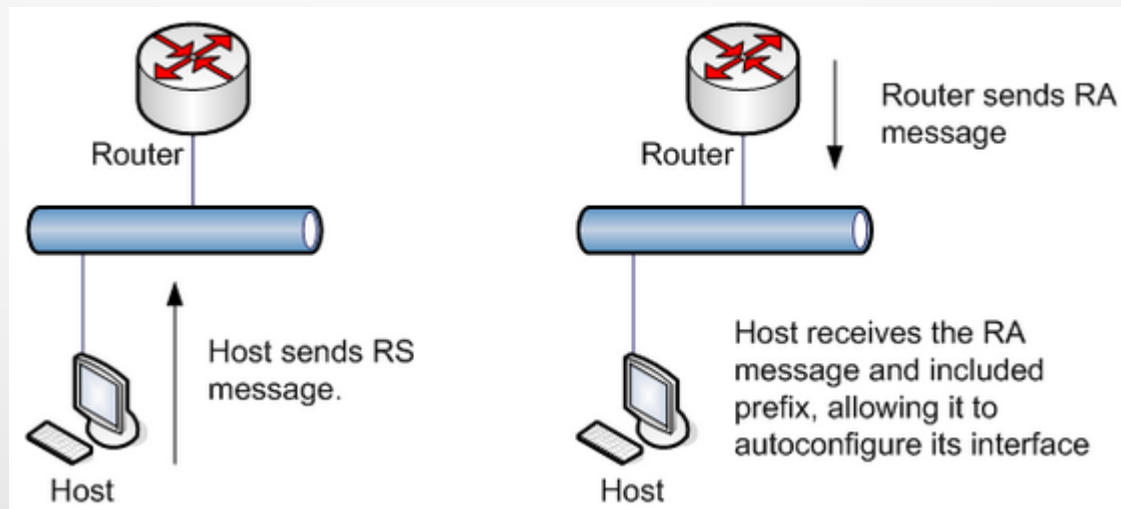 Router
Host sends RS
message.
Host
Router sends RA
message
Router
Host receives the RA
message and included
prefix, allowing it to
autoconfigure its interface
Host